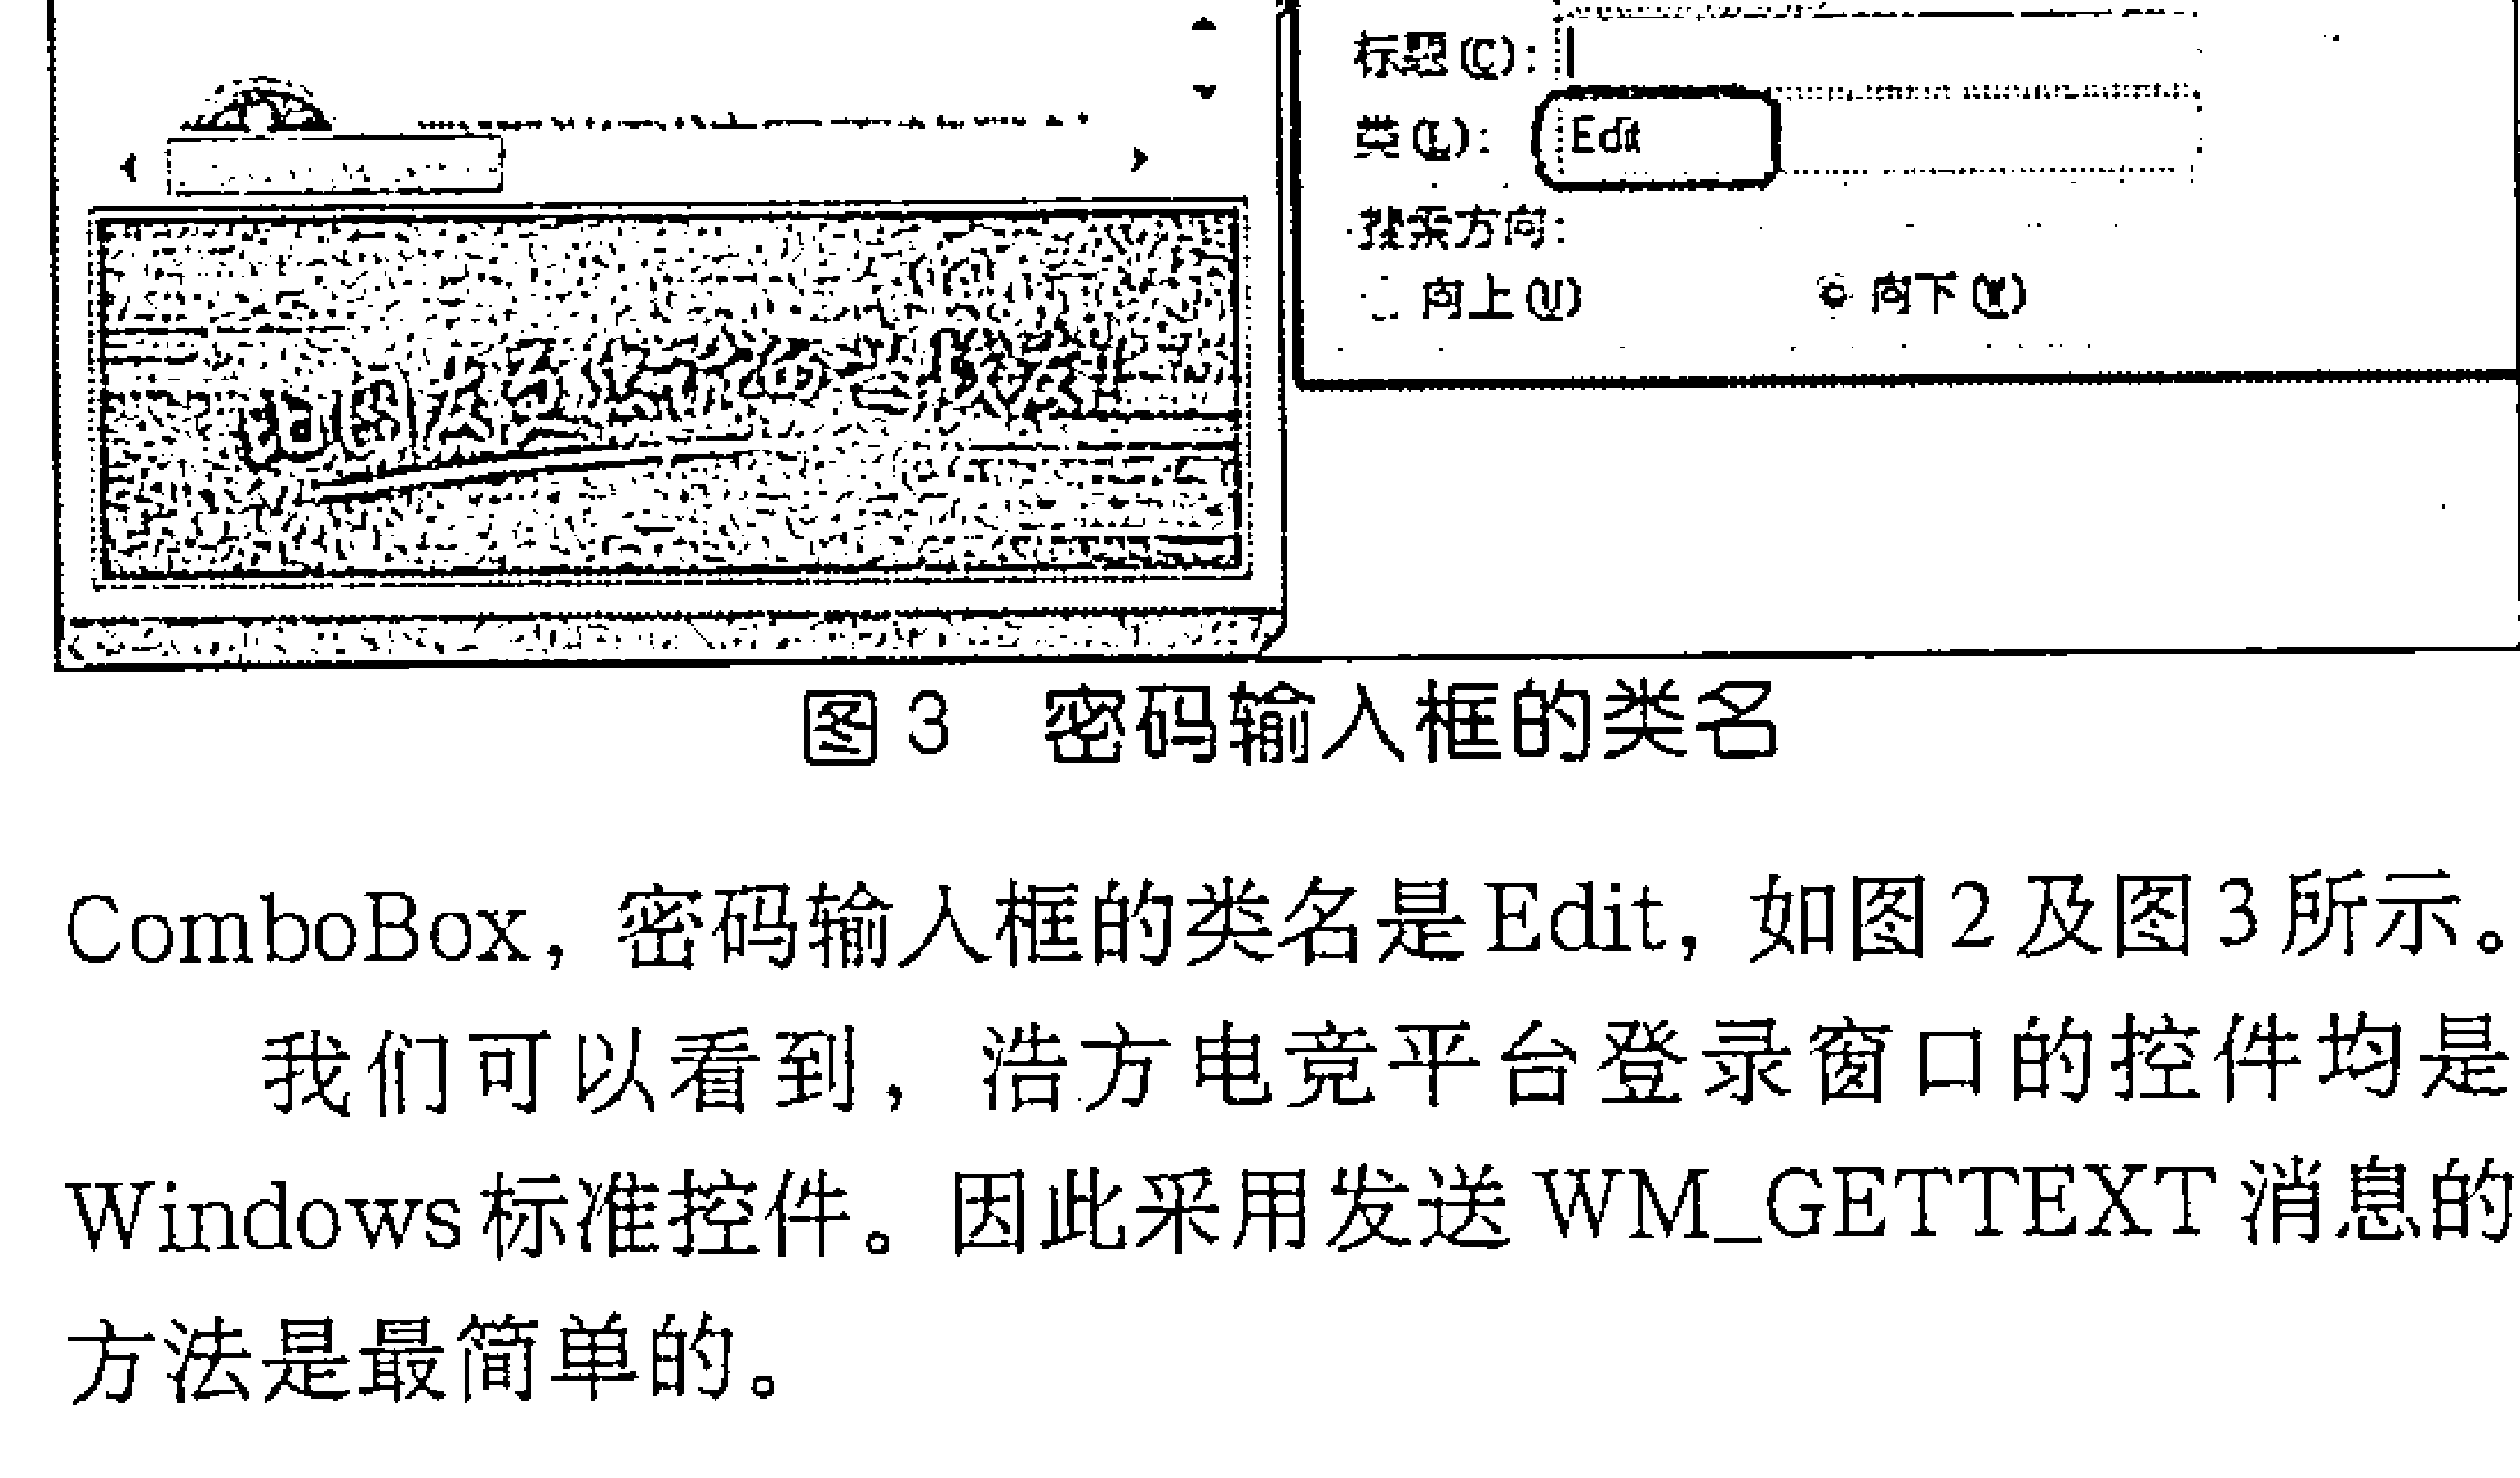 标题(C):
类(L): Edit
搜索方向:
向上(U) 向下(W)
图3 密码输入框的类名
ComboBox，密码输入框的类名是Edit，如图2及图3所示。
我们可以看到，浩方电竞平台登录窗口的控件均是
Windows标准控件。因此采用发送WM_GETTEXT消息的
方法是最简单的。